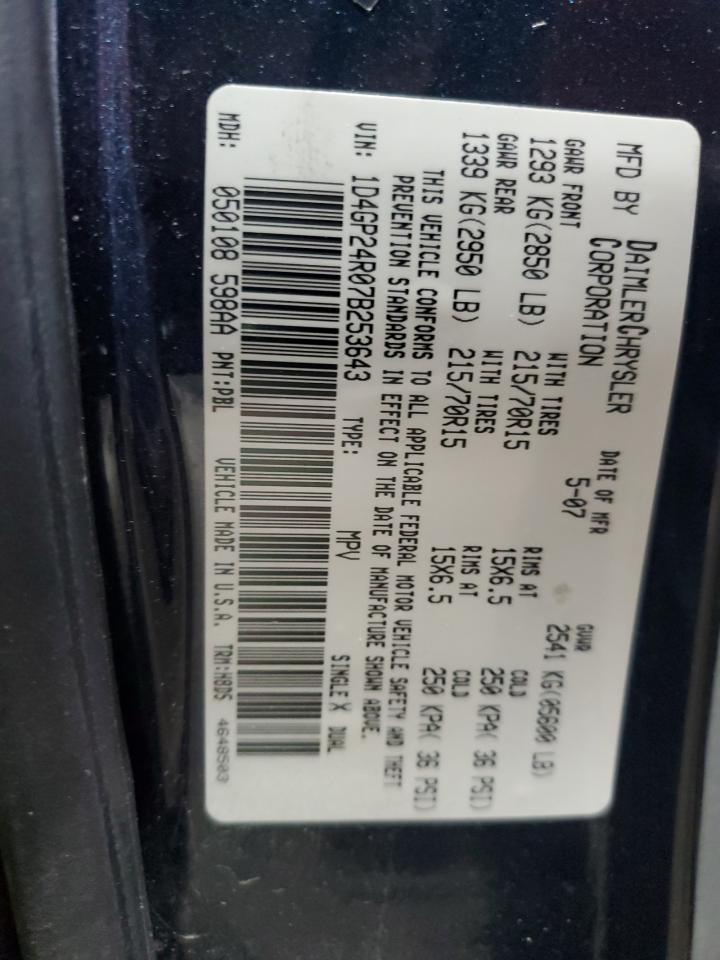 MFD BY DAIMLERCHRYSLER CORPORATION
DATE OF MFR 5-07
GVWR 2541 KG(05600 LB)
GAWR FRONT 1293 KG(2850 LB)
WITH TIRES 215/70R15
RIMS AT 15X6.5
COLD 250 KPA( 36 PSI)
GAWR REAR 1339 KG(2950 LB)
WITH TIRES 215/70R15
RIMS AT 15X6.5
COLD 250 KPA( 36 PSI)
THIS VEHICLE CONFORMS TO ALL APPLICABLE FEDERAL MOTOR VEHICLE SAFETY AND THEFT
PREVENTION STANDARDS IN EFFECT ON THE DATE OF MANUFACTURE SHOWN ABOVE.
VIN: 1D4GP24R07B253643 TYPE: MPV SINGLE X DUAL
MDH: 050108 598AA PNT:PBL VEHICLE MADE IN U.S.A. TRM:H8DS 4648503